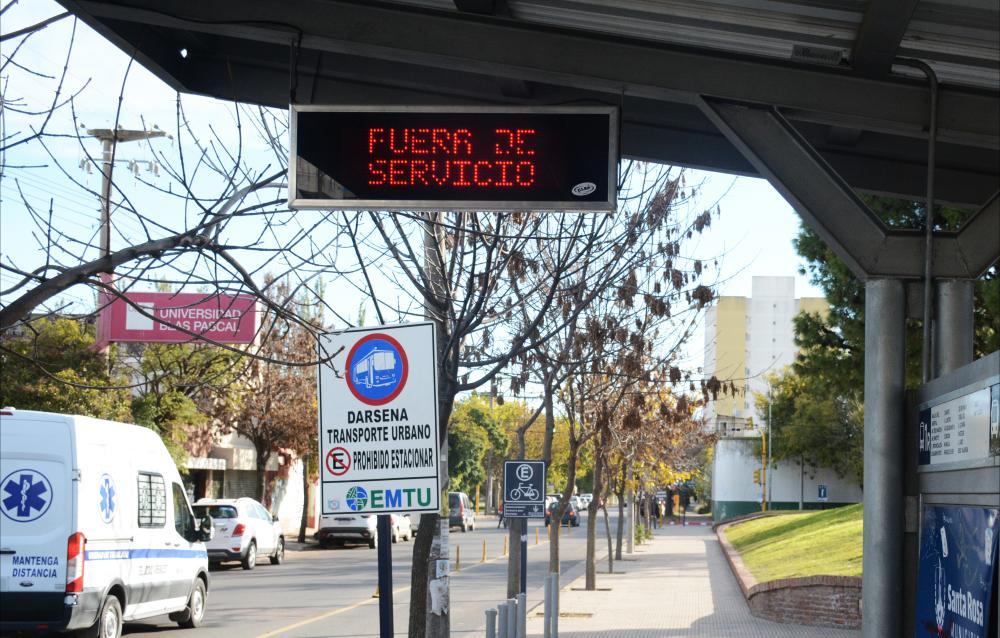 FUERA DE
SERVICIO
UNIVERSIDAD
BLAS PASCAL
DARSENA
TRANSPORTE URBANO
E PROHIBIDO ESTACIONAR
EMTU
E
MANTENGA
DISTANCIA
Santa Rosa